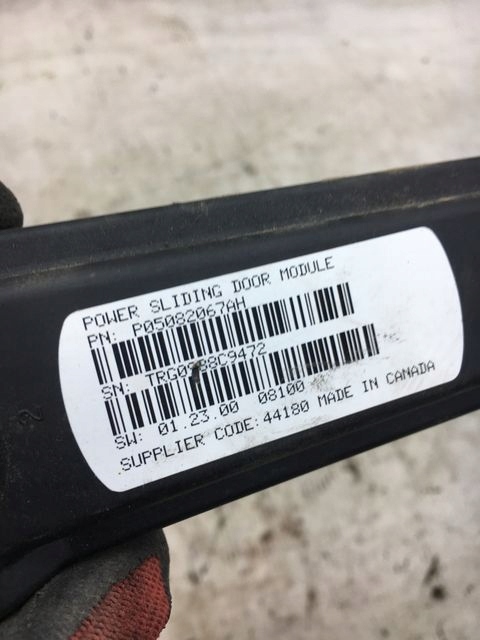 POWER SLIDING DOOR MODULE
PN: P05082067AH
SN:
SW: 01.23.00 08100
SUPPLIER CODE:44180 MADE IN CANADA